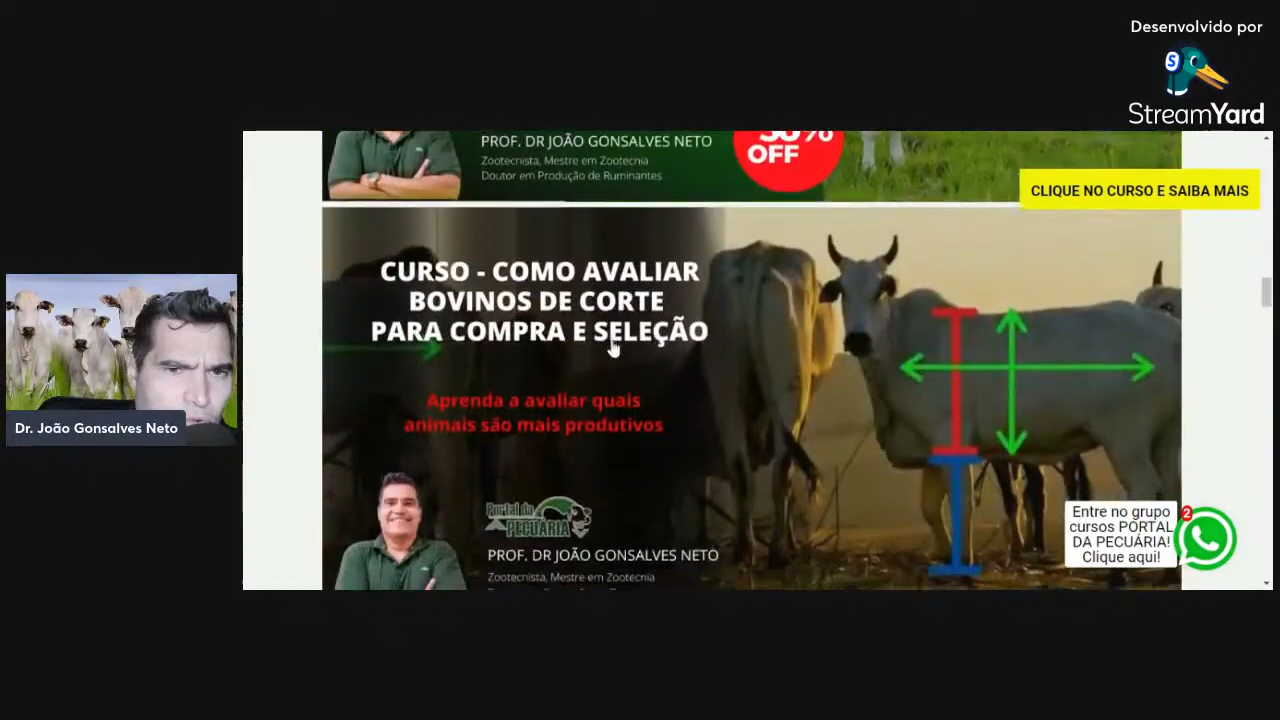 Desenvolvido por
S
StreamYard
PROF. DR JOÃO GONSALVES NETO
Zootecnista, Mestre em Zootecnia
Doutor em Produção de Ruminantes
50%
OFF
CLIQUE NO CURSO E SAIBA MAIS
CURSO - COMO AVALIAR
BOVINOS DE CORTE
PARA COMPRA E SELEÇÃO
Aprenda a avaliar quais
animais são mais produtivos
Dr. João Gonsalves Neto
Portal da
PECUÁRIA
PROF. DR JOÃO GONSALVES NETO
Zootecnista, Mestre em Zootecnia
Entre no grupo
cursos PORTAL
DA PECUÁRIA!
Clique aqui!
2